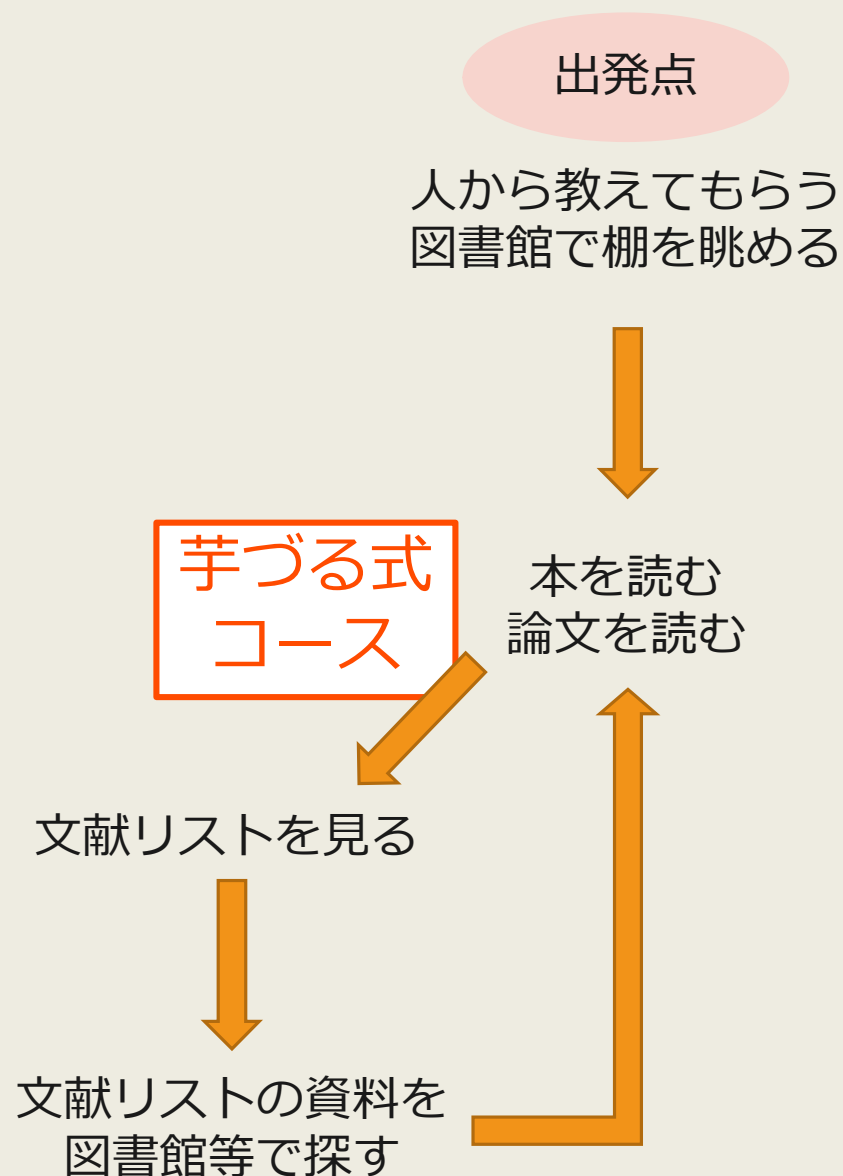 出発点
人から教えてもらう
図書館で棚を眺める
本を読む
論文を読む
芋づる式
コース
文献リストを見る
文献リストの資料を
図書館等で探す